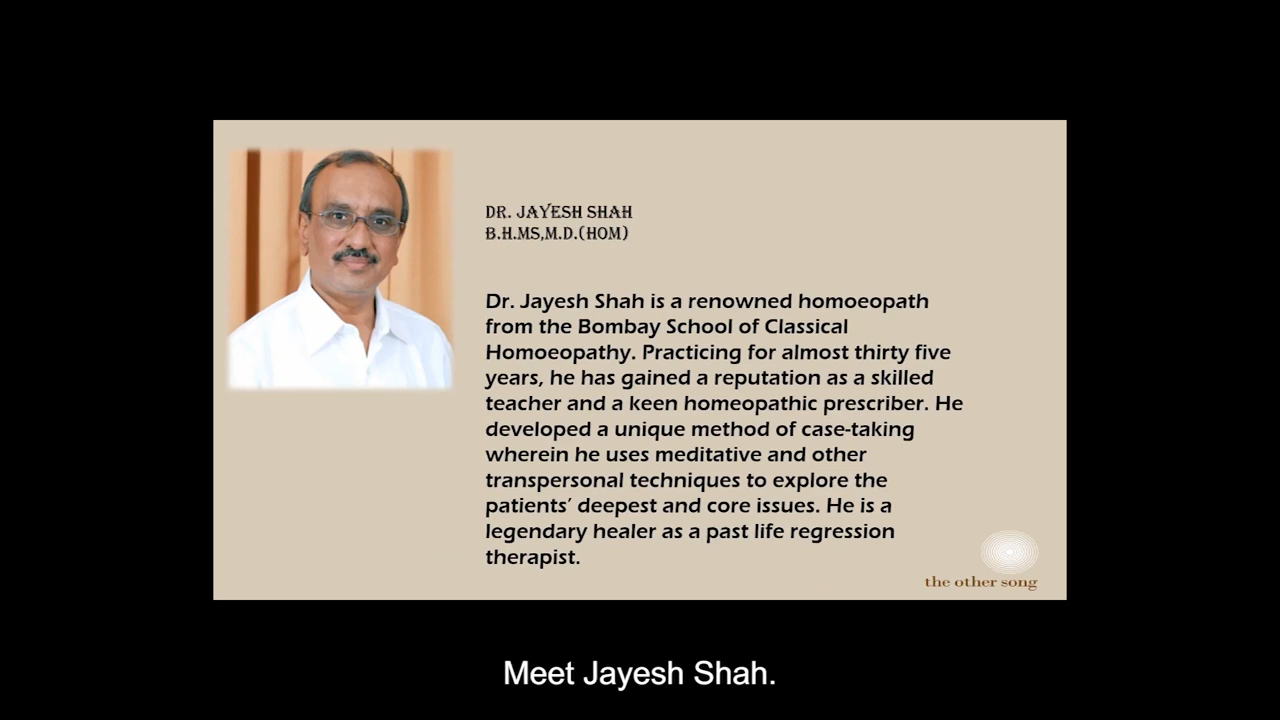 DR. JAYESH SHAH
B.H.MS,M.D.(HOM)
Dr. Jayesh Shah is a renowned homoeopath
from the Bombay School of Classical
Homoeopathy. Practicing for almost thirty five
years, he has gained a reputation as a skilled
teacher and a keen homeopathic prescriber. He
developed a unique method of case-taking
wherein he uses meditative and other
transpersonal techniques to explore the
patients’ deepest and core issues. He is a
legendary healer as a past life regression
therapist.
the other song
Meet Jayesh Shah.